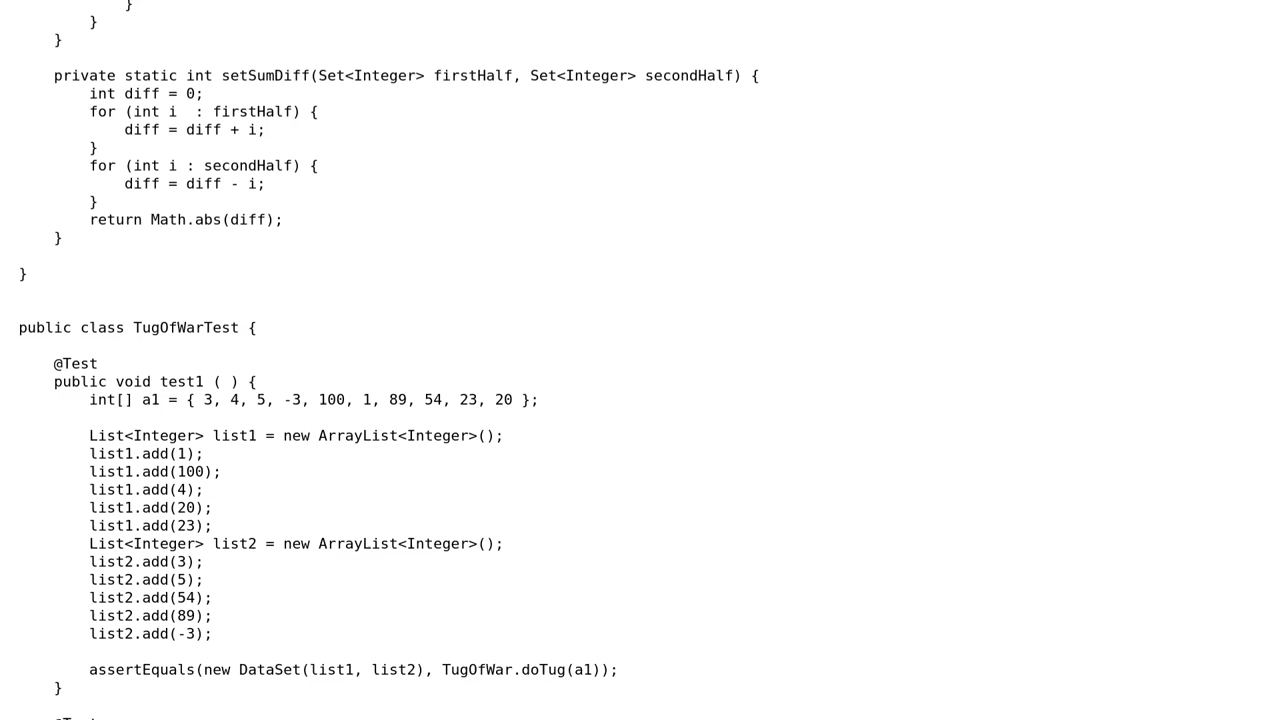 }
}
}
private static int setSumDiff(Set<Integer> firstHalf, Set<Integer> secondHalf) {
int diff = 0;
for (int i  : firstHalf) {
diff = diff + i;
}
for (int i : secondHalf) {
diff = diff - i;
}
return Math.abs(diff);
}
}
public class TugOfWarTest {
@Test
public void test1 ( ) {
int[] a1 = { 3, 4, 5, -3, 100, 1, 89, 54, 23, 20 };
List<Integer> list1 = new ArrayList<Integer>();
list1.add(1);
list1.add(100);
list1.add(4);
list1.add(20);
list1.add(23);
List<Integer> list2 = new ArrayList<Integer>();
list2.add(3);
list2.add(5);
list2.add(54);
list2.add(89);
list2.add(-3);
assertEquals(new DataSet(list1, list2), TugOfWar.doTug(a1));
}